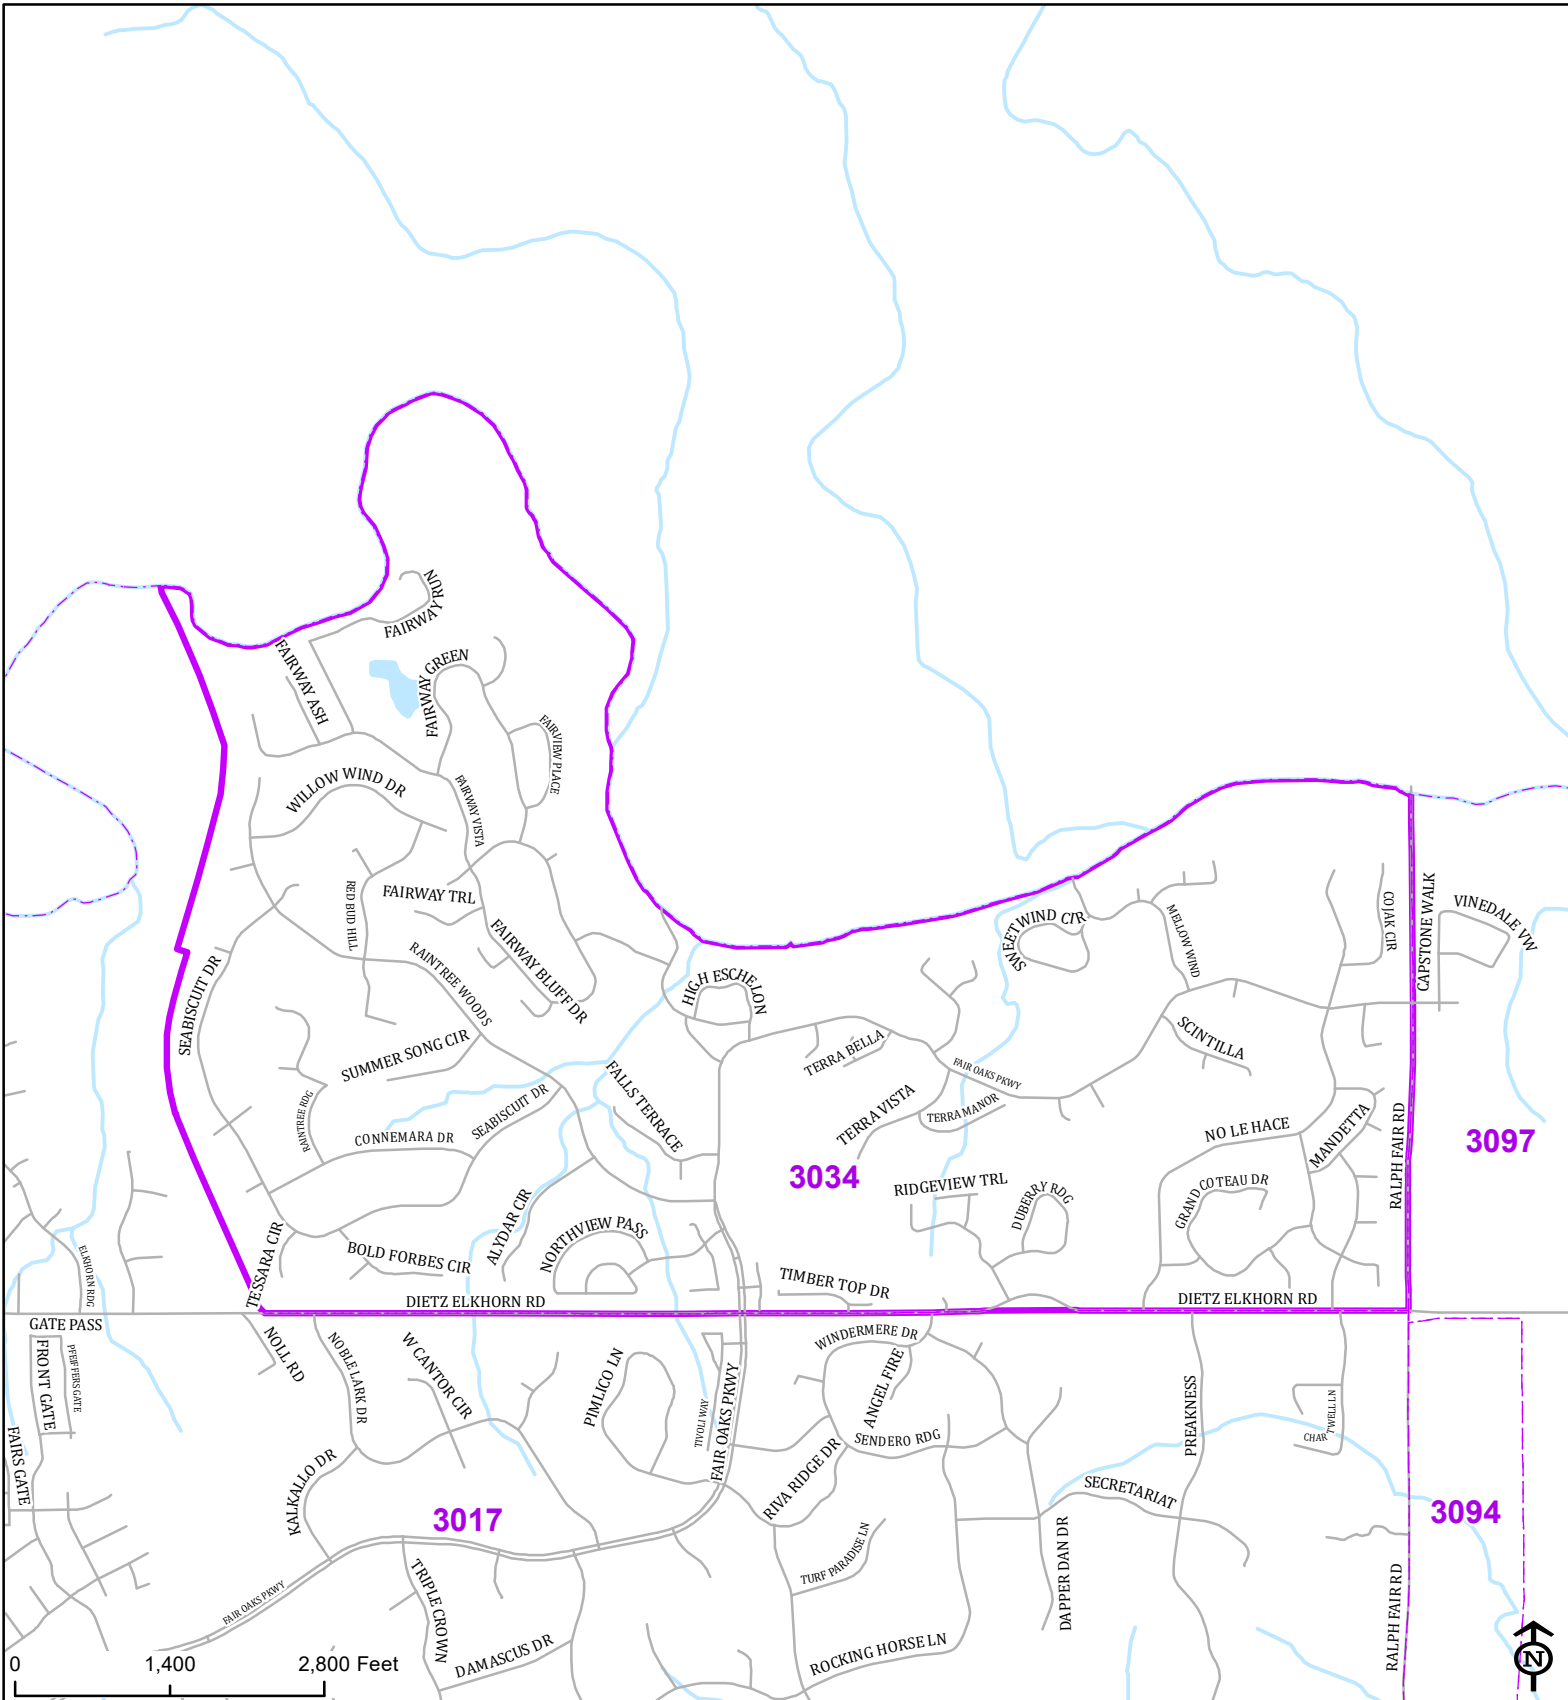 FAIRWAY RUN
FAIRWAY ASH
FAIRWAY GREEN
FAIRVIEW PLACE
WILLOW WIND DR
FAIRWAY VISTA
RED BUD HILL
FAIRWAY TRL
FAIRWAY BLUFF DR
RAINTREE WOODS
SEABISCUIT DR
HIGH ESCHELON
SWEETWIND CIR
MELLOW WIND
COJAK CIR
CAPSTONE WALK
VINEDALE VW
SUMMER SONG CIR
FALLS TERRACE
TERRA BELLA
FAIR OAKS PKWY
SCINTILLA
RAINTREE RDG
CONNEMARA DR
SEABISCUIT DR
TERRA VISTA
TERRA MANOR
NO LE HACE
MANDETTA
RALPH FAIR RD
3097
3034
RIDGEVIEW TRL
DUBERRY RDG
GRAND COTEAU DR
ALYDAR CIR
NORTHVIEW PASS
TESSARA CIR
BOLD FORBES CIR
ELKHORN RDG
TIMBER TOP DR
DIETZ ELKHORN RD
DIETZ ELKHORN RD
GATE PASS
FRONT GATE
PFEIFFERS GATE
NOLL RD
NOBLE LARK DR
W CANTOR CIR
PIMLICO LN
TIVOLI WAY
FAIR OAKS PKWY
WINDERMERE DR
ANGEL FIRE
SENDERO RDG
PREAKNESS
CHARTWELL LN
FAIRS GATE
KALKALLO DR
RIVA RIDGE DR
SECRETARIAT
3017
3094
TURF PARADISE LN
DAPPER DAN DR
FAIR OAKS PKWY
TRIPLE CROWN
DAMASCUS DR
ROCKING HORSE LN
RALPH FAIR RD
0 1,400 2,800 Feet
N